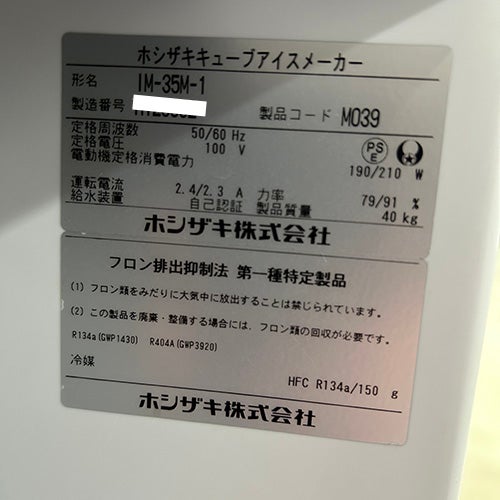 ホシザキキューブアイスメーカー
形名 IM-35M-1
製造番号
製品コード M039
定格周波数 50/60 Hz
定格電圧 100 V
PSE
電動機定格消費電力 190/210 W
運転電流 2.4/2.3 A 力率 79/91 %
給水装置 自己認証 製品質量 40 kg
ホシザキ株式会社
フロン排出抑制法 第一種特定製品
(1) フロン類をみだりに大気中に放出することは禁じられています。
(2) この製品を廃棄・整備する場合には、フロン類の回収が必要です。
R134a(GWP1430) R404A(GWP3920)
冷媒 HFC R134a/150 g
ホシザキ株式会社